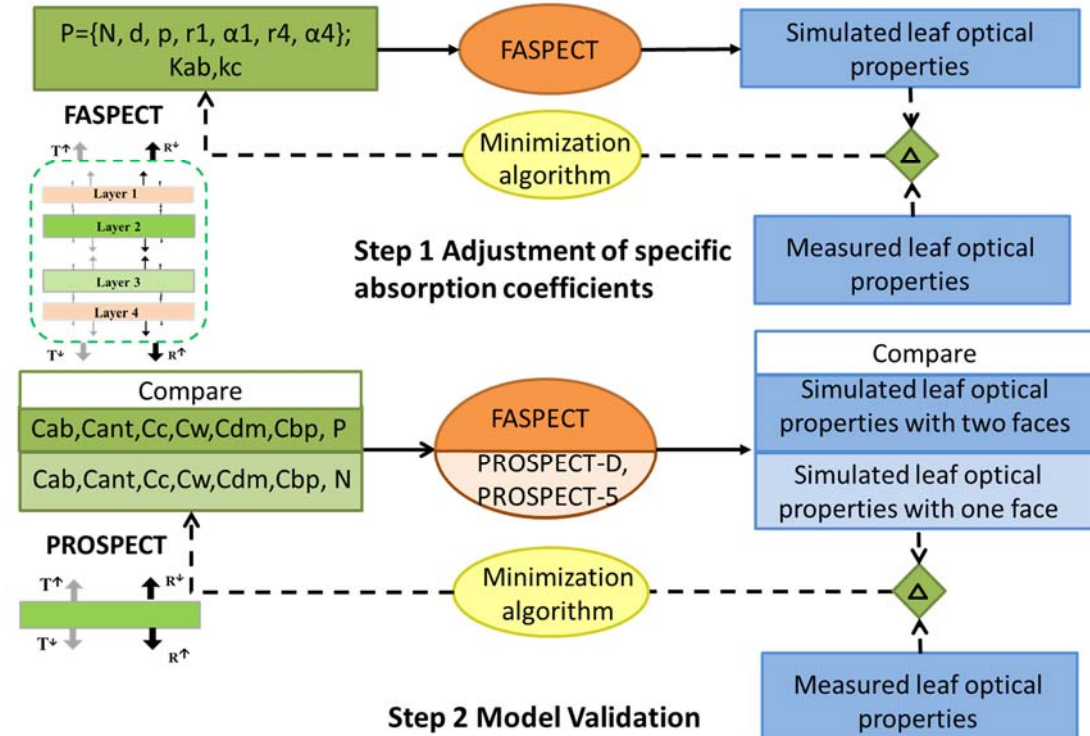 P={N, d, p, r1, α1, r4, α4};
Kab,kc
FASPECT
Simulated leaf optical
properties
FASPECT
T↑
R↓
Layer 1
Layer 2
Layer 3
Layer 4
T↓
R↑
Minimization
algorithm
Δ
Step 1 Adjustment of specific
absorption coefficients
Measured leaf optical
properties
Compare
Cab,Cant,Cc,Cw,Cdm,Cbp, P
Cab,Cant,Cc,Cw,Cdm,Cbp, N
FASPECT
PROSPECT-D,
PROSPECT-5
Compare
Simulated leaf optical
properties with two faces
Simulated leaf optical
properties with one face
PROSPECT
T↑
R↓
T↓
R↑
Minimization
algorithm
Δ
Step 2 Model Validation
Measured leaf optical
properties